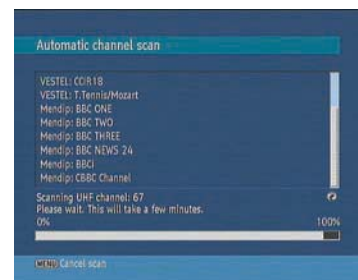 Automatic channel scan
VESTEL: CCIR18
VESTEL: T.Tennis/Mozart
Mendip: BBC ONE
Mendip: BBC TWO
Mendip: BBC THREE
Mendip: BBC NEWS 24
Mendip: BBCi
Mendip: CBBC Channel
Scanning UHF channel: 67
Please wait. This will take a few minutes.
0% 100%
MENU Cancel scan